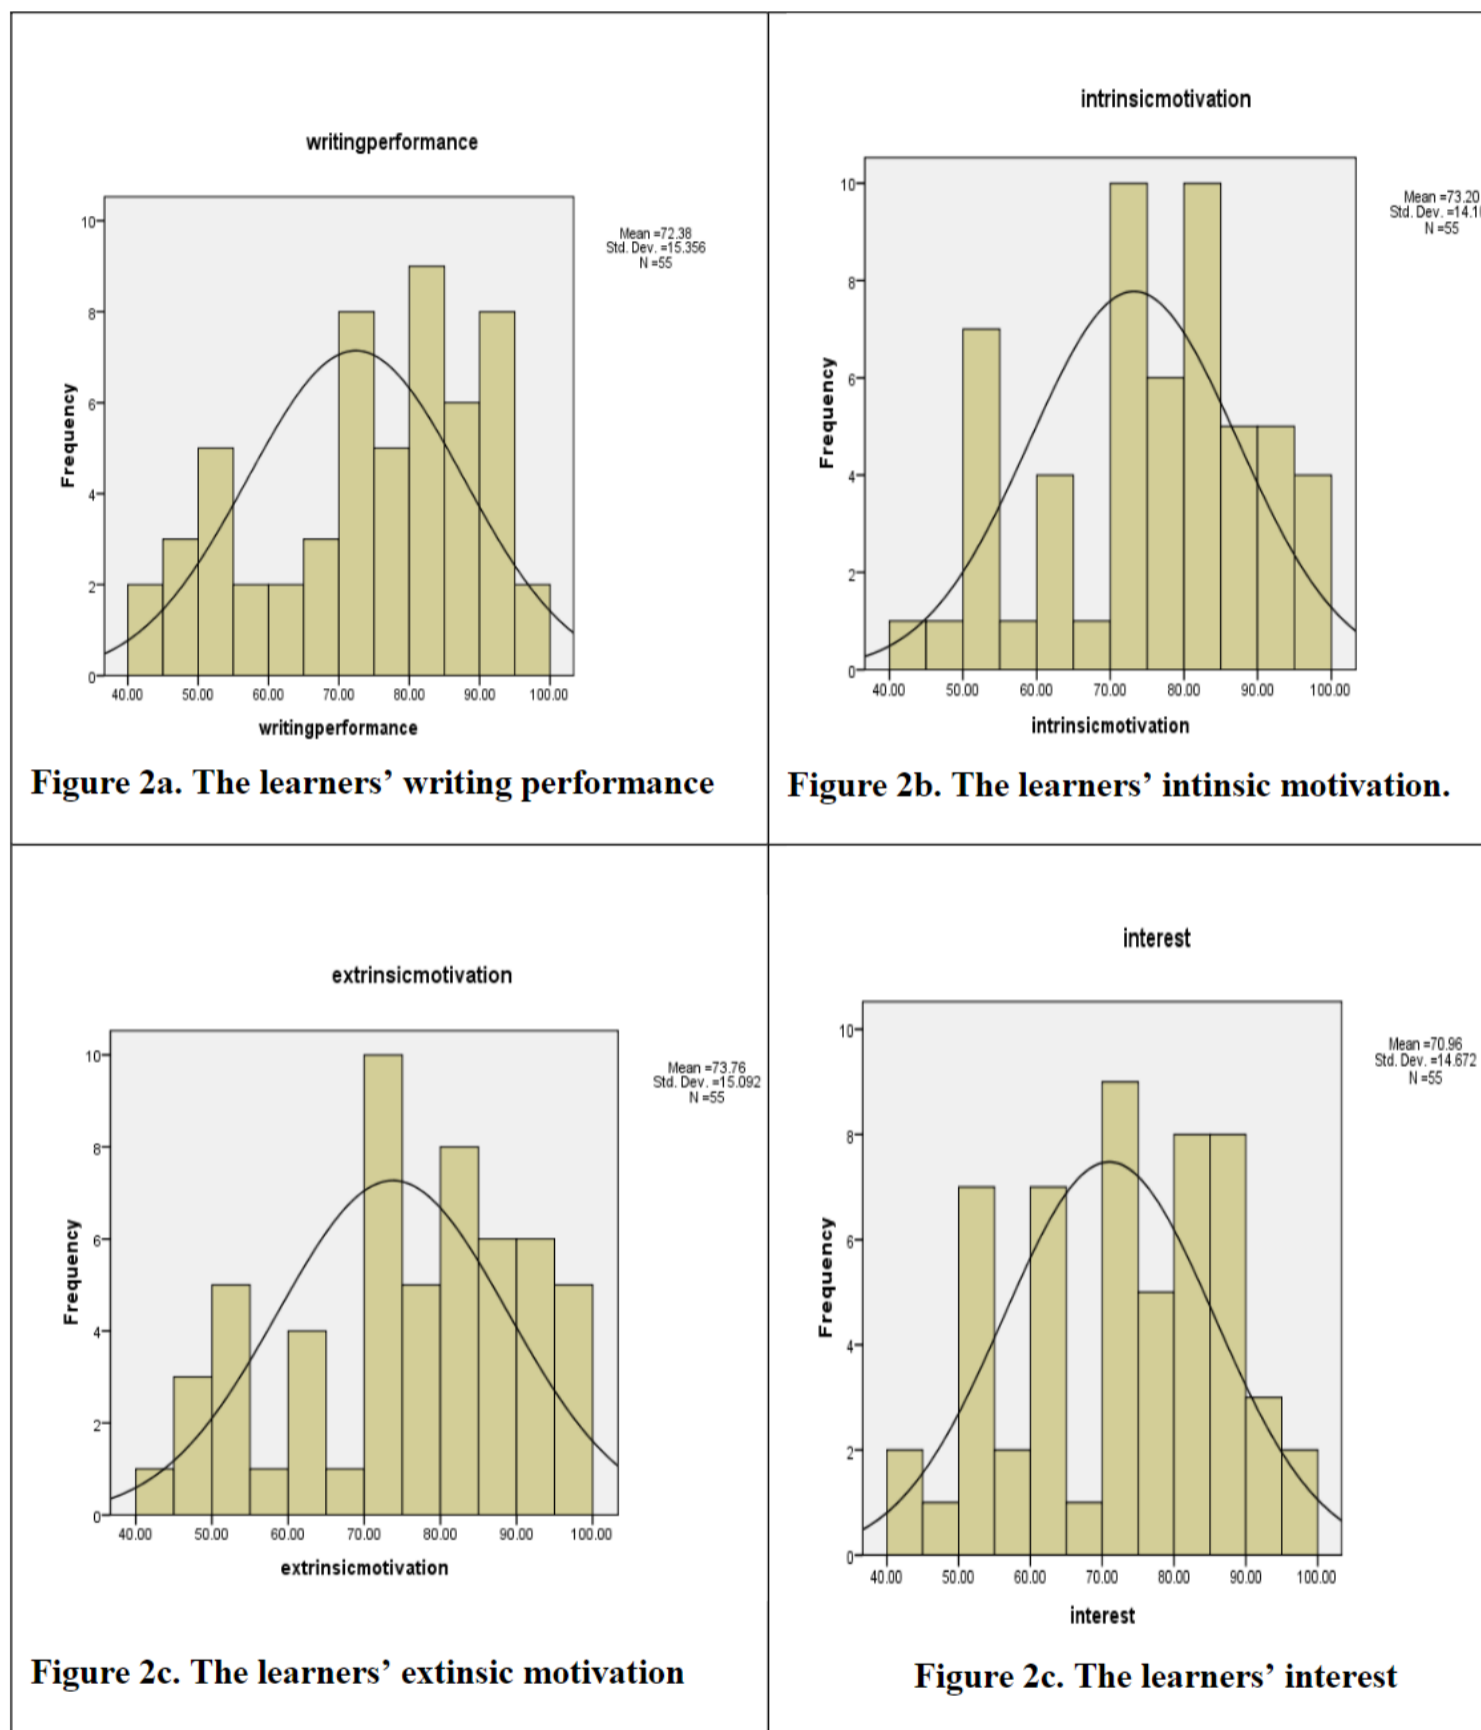 writingperformance
10
8
6
4
2
0
Frequency
40.00 50.00 60.00 70.00 80.00 90.00 100.00
writingperformance
Mean =72.38
Std. Dev. =15.356
N =55
Figure 2a. The learners’ writing performance
intrinsicmotivation
10
8
6
4
2
0
Frequency
40.00 50.00 60.00 70.00 80.00 90.00 100.00
intrinsicmotivation
Mean =73.20
Std. Dev. =14.1
N =55
Figure 2b. The learners’ intinsic motivation.
extrinsicmotivation
10
8
6
4
2
0
Frequency
40.00 50.00 60.00 70.00 80.00 90.00 100.00
extrinsicmotivation
Mean =73.76
Std. Dev. =15.092
N =55
Figure 2c. The learners’ extinsic motivation
interest
10
8
6
4
2
0
Frequency
40.00 50.00 60.00 70.00 80.00 90.00 100.00
interest
Mean =70.96
Std. Dev. =14.672
N =55
Figure 2c. The learners’ interest